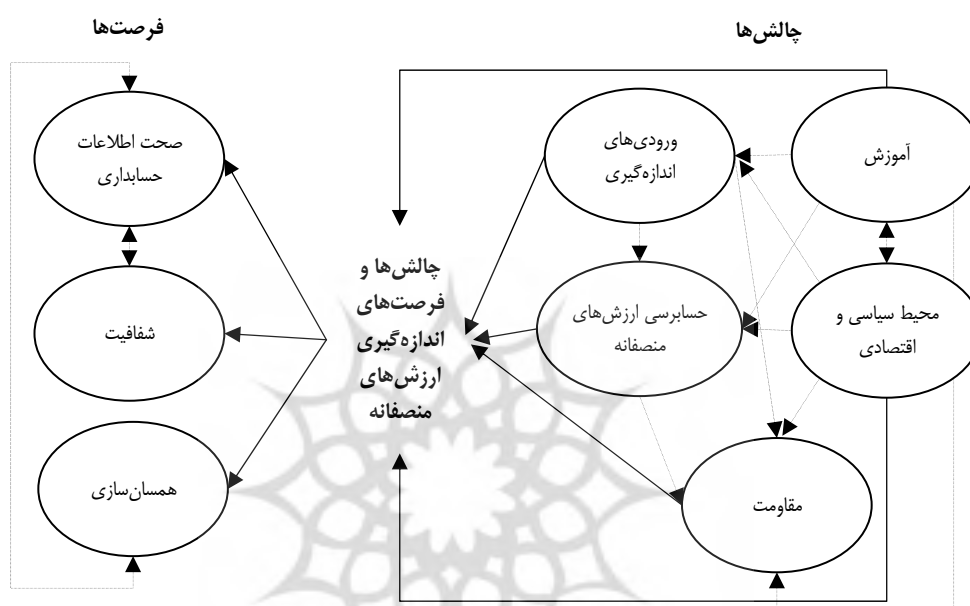 چالش‌ها
فرصت‌ها
آموزش
ورودی‌های
اندازه‌گیری
صحت اطلاعات
حسابداری
محیط سیاسی و
اقتصادی
حسابرسی ارزش‌های
منصفانه
چالش‌ها و
فرصت‌های
اندازه‌گیری
ارزش‌های
منصفانه
شفافیت
مقاومت
همسان‌سازی